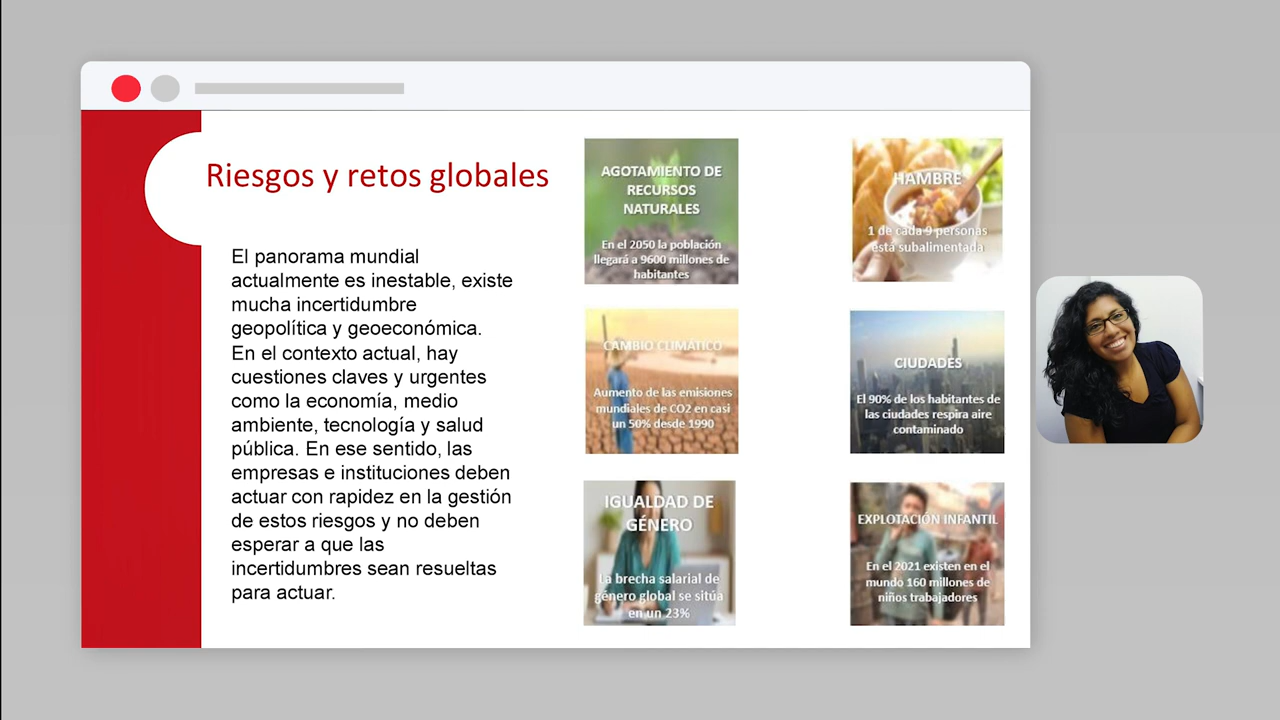 Riesgos y retos globales
El panorama mundial
actualmente es inestable, existe
mucha incertidumbre
geopolítica y geoeconómica.
En el contexto actual, hay
cuestiones claves y urgentes
como la economía, medio
ambiente, tecnología y salud
pública. En ese sentido, las
empresas e instituciones deben
actuar con rapidez en la gestión
de estos riesgos y no deben
esperar a que las
incertidumbres sean resueltas
para actuar.
AGOTAMIENTO DE
RECURSOS
NATURALES
En el 2050 la población
llegará a 9600 millones de
habitantes
HAMBRE
1 de cada 9 personas
está subalimentada
CAMBIO CLIMÁTICO
Aumento de las emisiones
mundiales de CO2 en casi
un 50% desde 1990
CIUDADES
El 90% de los habitantes de
las ciudades respira aire
contaminado
IGUALDAD DE
GÉNERO
La brecha salarial de
género global se sitúa
en un 23%
EXPLOTACIÓN INFANTIL
En el 2021 existen en el
mundo 160 millones de
niños trabajadores